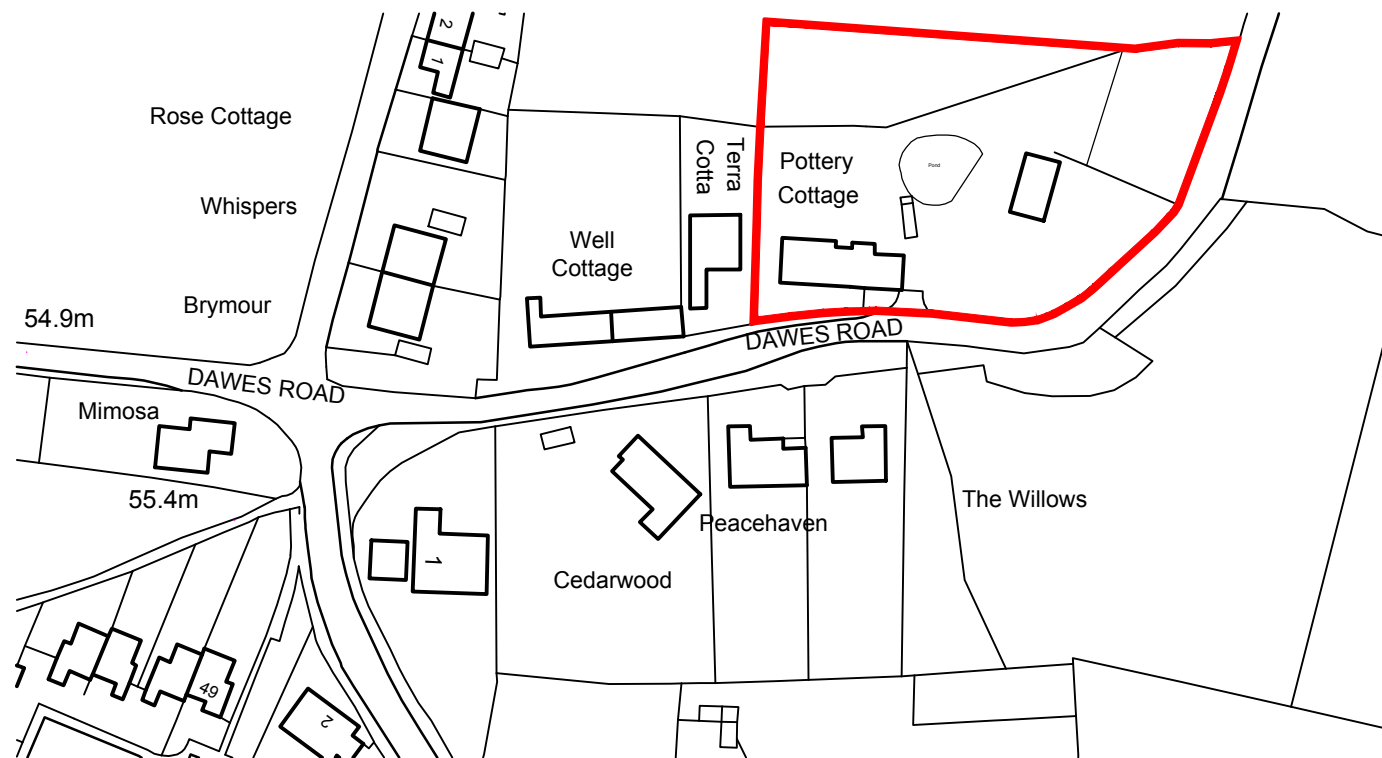 2
1
Rose Cottage
Terra
Cotta
Pottery
Cottage
Pond
Whispers
Well
Cottage
Brymour
54.9m
DAWES ROAD
DAWES ROAD
Mimosa
55.4m
The Willows
Peacehaven
1
Cedarwood
49
2